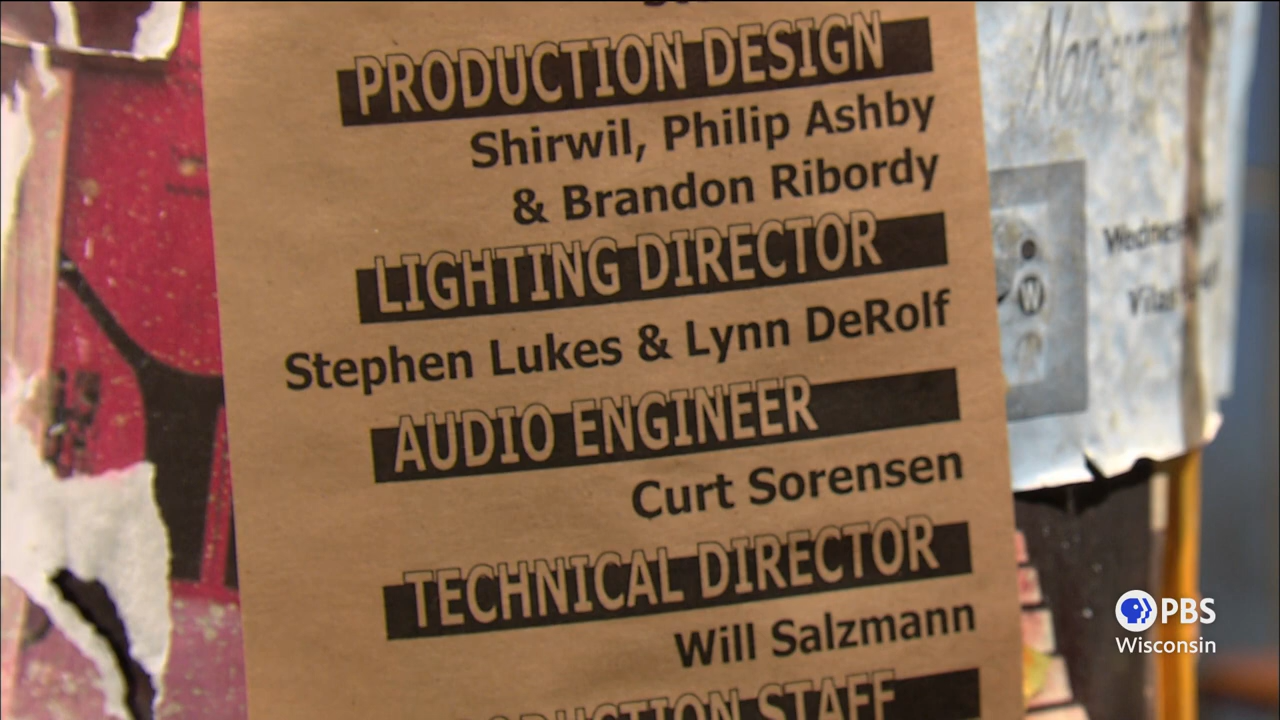 PRODUCTION DESIGN
Shirwil, Philip Ashby
& Brandon Ribordy
LIGHTING DIRECTOR
Stephen Lukes & Lynn DeRolf
AUDIO ENGINEER
Curt Sorensen
TECHNICAL DIRECTOR
Will Salzmann
STAFF
W
PBS
Wisconsin